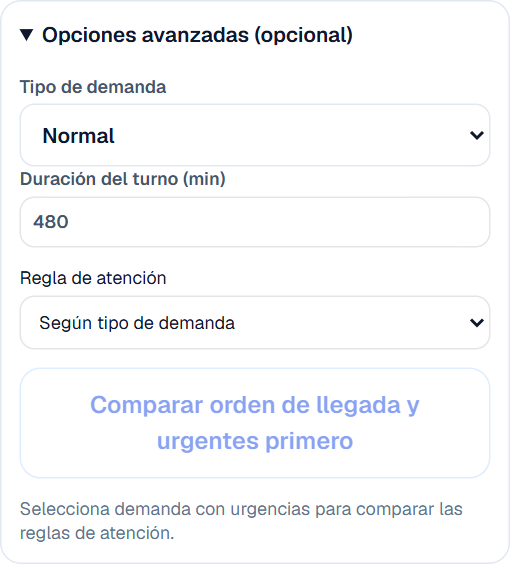 Opciones avanzadas (opcional)
Tipo de demanda
Normal
Duración del turno (min)
480
Regla de atención
Según tipo de demanda
Comparar orden de llegada y
urgentes primero
Selecciona demanda con urgencias para comparar las
reglas de atención.